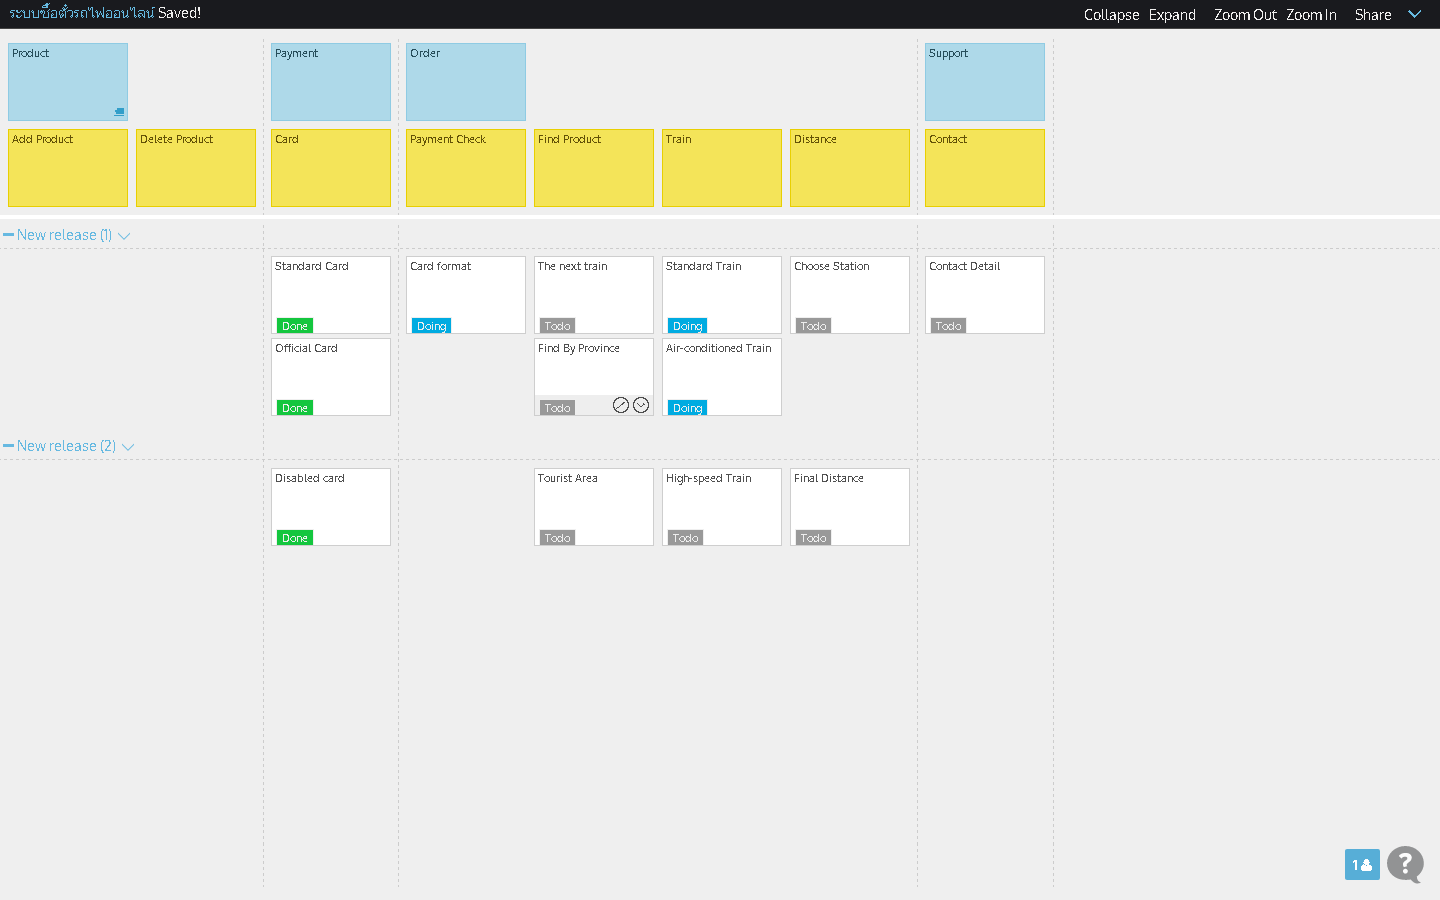 ระบบซื้อตั๋วรถไฟออนไลน์ Saved!
Collapse Expand Zoom Out Zoom In Share
Product
Payment
Order
Support
Add Product
Delete Product
Card
Payment Check
Find Product
Train
Distance
Contact
New release (1)
Standard Card
Done
Card format
Doing
The next train
Todo
Standard Train
Doing
Choose Station
Todo
Contact Detail
Todo
Official Card
Done
Find By Province
Todo
Air-conditioned Train
Doing
New release (2)
Disabled card
Done
Tourist Area
Todo
High-speed Train
Todo
Final Distance
Todo
1
?